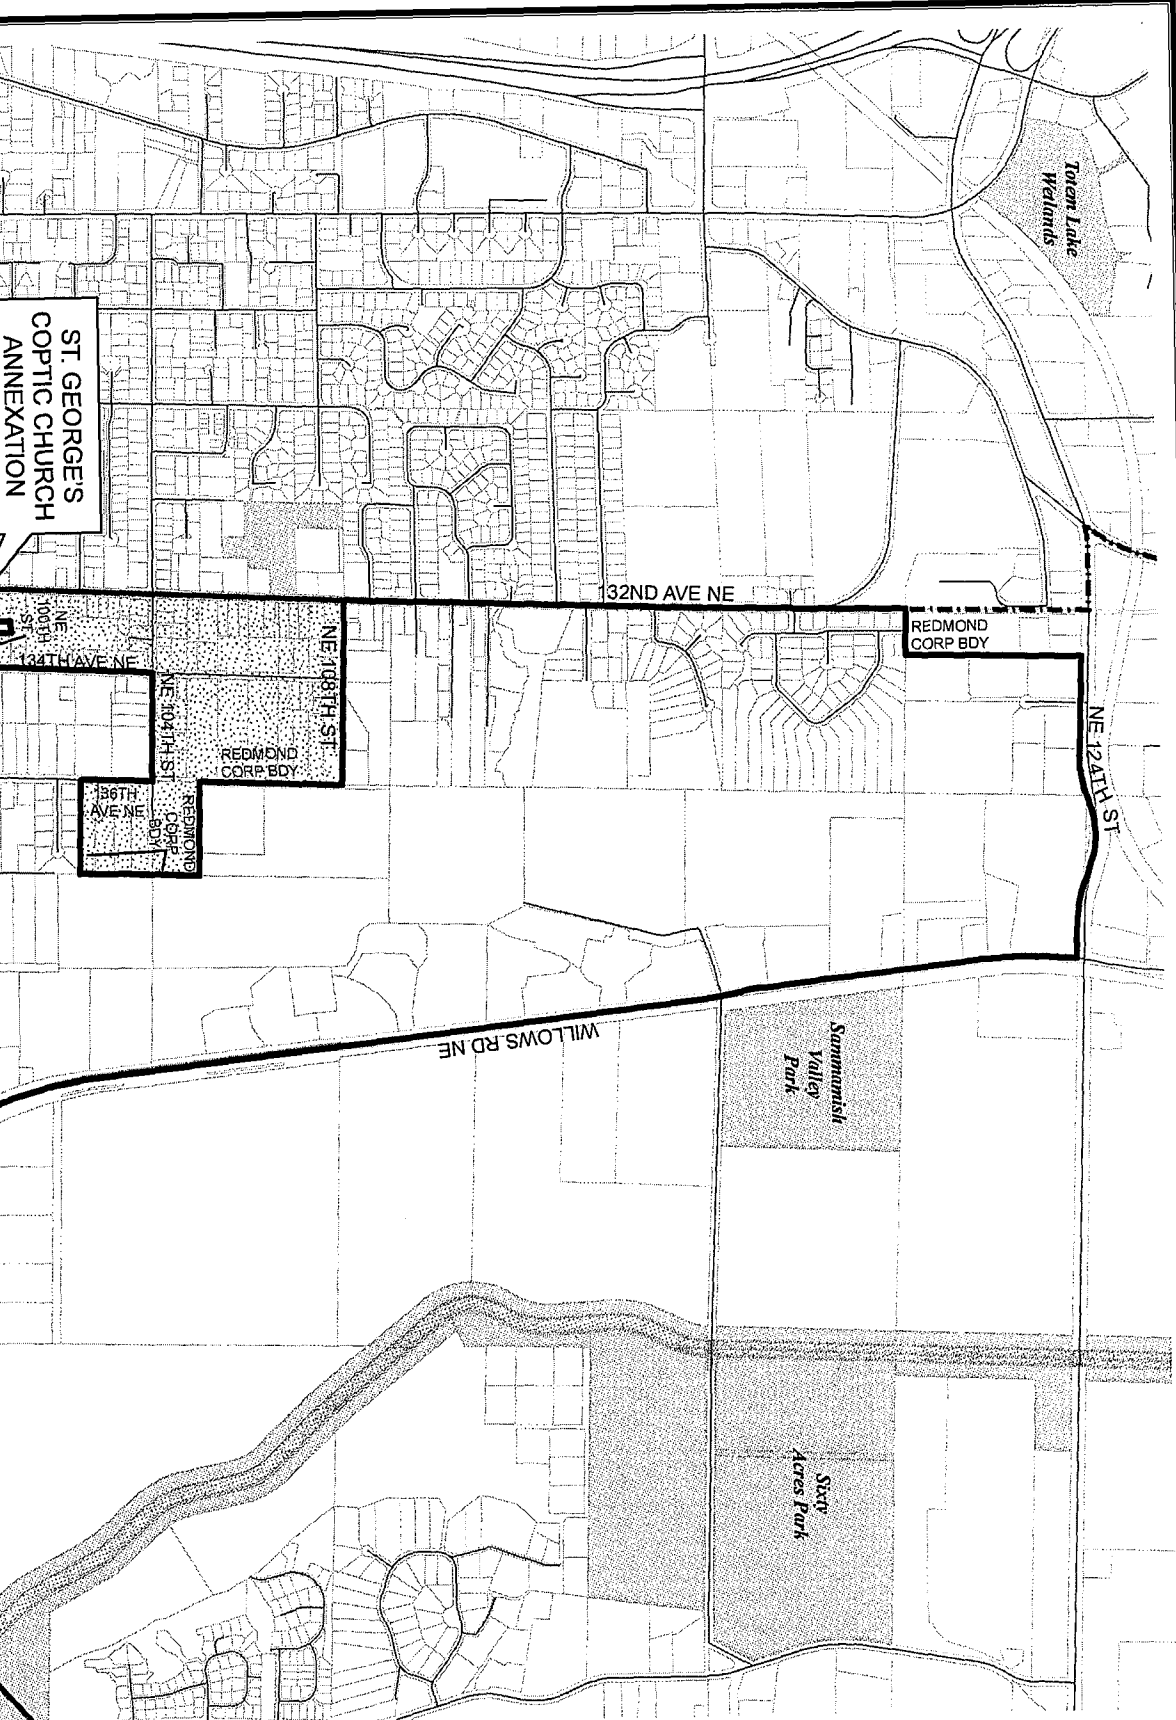 Totem Lake
Wetlands
ST. GEORGE'S
COPTIC CHURCH
ANNEXATION
132ND AVE NE
REDMOND
CORP BDY
NE 124TH ST
NE
100TH
ST
134TH AVE NE
NE 104TH ST
NE 108TH ST
REDMOND
CORP BDY
136TH
AVE NE
REDMOND
CORP
BDY
WILLOWS RD NE
Sammamish
Valley
Park
Sixty
Acres Park